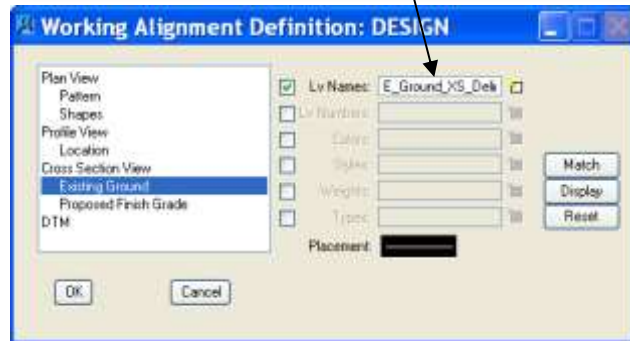 Working Alignment Definition: DESIGN
Plan View
Pattern
Shapes
Profile View
Location
Cross Section View
Existing Ground
Proposed Finish Grade
DTM
Lv Names: E_Ground_XS_Deli
Lv Numbers:
Colors:
Styles:
Weights:
Types:
Placement:
Match
Display
Reset
OK
Cancel